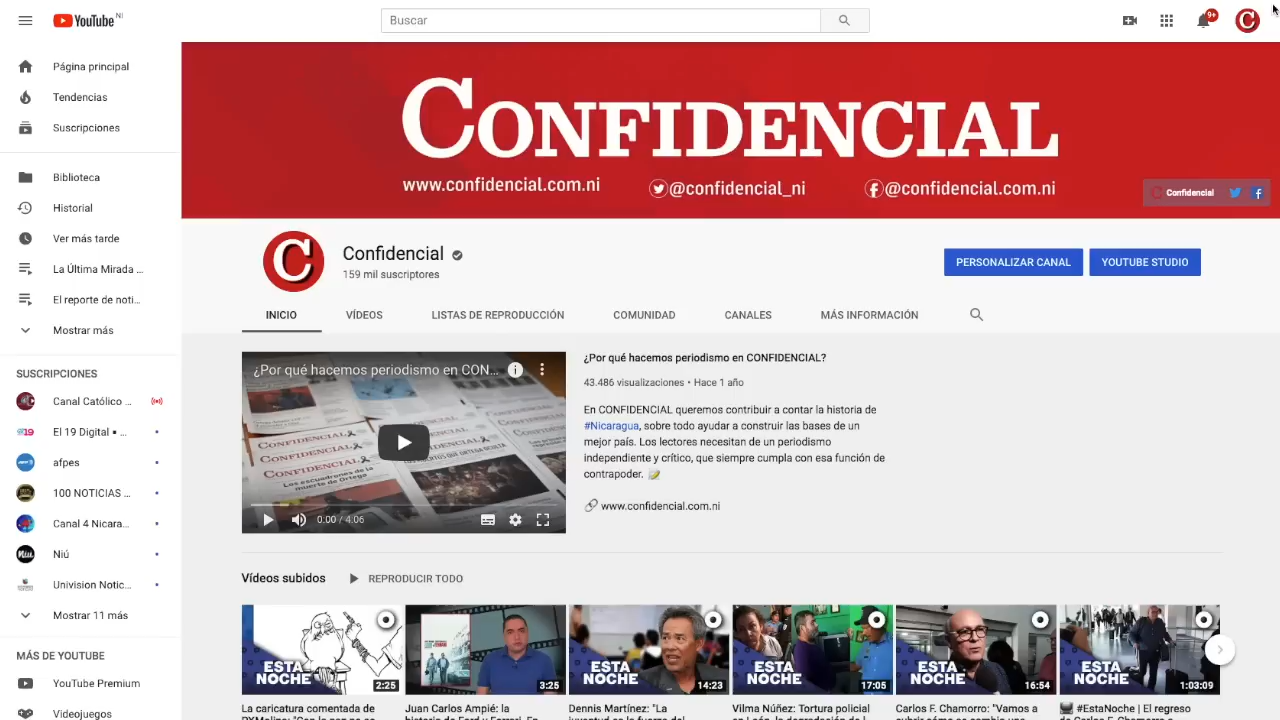 YouTube NI
Buscar
9+
C
Página principal
Tendencias
Suscripciones
Biblioteca
Historial
Ver más tarde
La Última Mirada ...
El reporte de noti...
Mostrar más
SUSCRIPCIONES
Canal Católico ...
El 19 Digital ▪ ...
afpes
100 NOTICIAS ...
Canal 4 Nicara...
Niú
Univision Notic...
Mostrar 11 más
MÁS DE YOUTUBE
YouTube Premium
Videojuegos
CONFIDENCIAL
www.confidencial.com.ni @confidencial_ni @confidencial.com.ni
Confidencial
C
Confidencial
159 mil suscriptores
PERSONALIZAR CANAL YOUTUBE STUDIO
INICIO VÍDEOS LISTAS DE REPRODUCCIÓN COMUNIDAD CANALES MÁS INFORMACIÓN
¿Por qué hacemos periodismo en CON...
CONFIDENCIAL
CONFIDENCIAL
Los escuadrones de la
muerte de Ortega
0:00 / 4:06
¿Por qué hacemos periodismo en CONFIDENCIAL?
43.486 visualizaciones • Hace 1 año
En CONFIDENCIAL queremos contribuir a contar la historia de
#Nicaragua, sobre todo ayudar a construir las bases de un
mejor país. Los lectores necesitan de un periodismo
independiente y crítico, que siempre cumpla con esa función de
contrapoder. 📝
🔗 www.confidencial.com.ni
Vídeos subidos REPRODUCIR TODO
ESTA
NOCHE
2:25
3:25
ESTA
NOCHE
14:23
ESTA
NOCHE
17:05
ESTA
NOCHE
16:54
ESTA
NOCHE
1:03:09
La caricatura comentada de
Juan Carlos Ampié: la
Dennis Martínez: "La
Vilma Núñez: Tortura policial
Carlos F. Chamorro: "Vamos a
#EstaNoche | El regreso